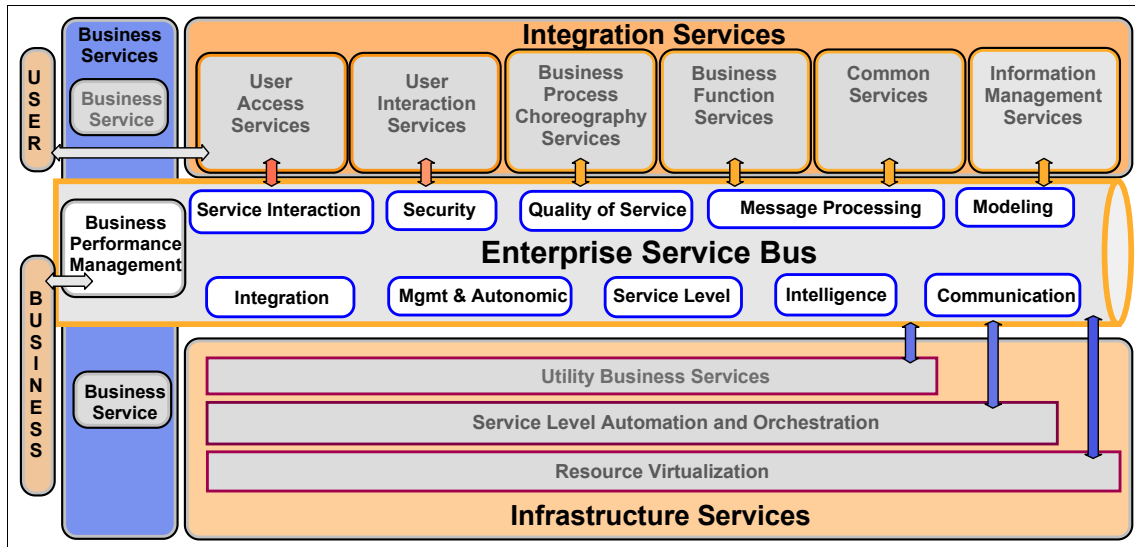 Business
Services
Integration Services
USER
Business
Service
User
Access
Services
User
Interaction
Services
Business
Process
Choreography
Services
Business
Function
Services
Common
Services
Information
Management
Services
Service Interaction
Security
Quality of Service
Message Processing
Modeling
Business
Performance
Management
Enterprise Service Bus
BUSINESS
Integration
Mgmt & Autonomic
Service Level
Intelligence
Communication
Business
Service
Utility Business Services
Service Level Automation and Orchestration
Resource Virtualization
Infrastructure Services